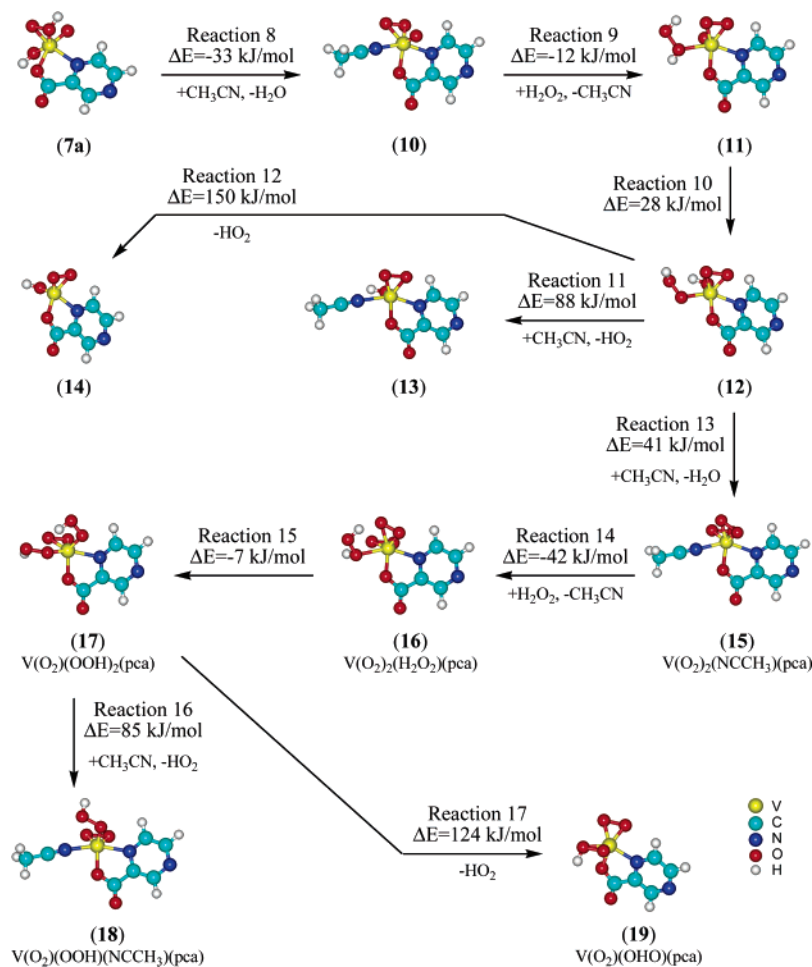 Reaction 8
ΔE=-33 kJ/mol
+CH₃CN, -H₂O
Reaction 9
ΔE=-12 kJ/mol
+H₂O₂, -CH₃CN
(7a)
(10)
(11)
Reaction 12
ΔE=150 kJ/mol
-HO₂
Reaction 10
ΔE=28 kJ/mol
Reaction 11
ΔE=88 kJ/mol
+CH₃CN, -HO₂
(14)
(13)
(12)
Reaction 13
ΔE=41 kJ/mol
+CH₃CN, -H₂O
Reaction 15
ΔE=-7 kJ/mol
Reaction 14
ΔE=-42 kJ/mol
+H₂O₂, -CH₃CN
(17)
V(O₂)(OOH)₂(pca)
(16)
V(O₂)₂(H₂O₂)(pca)
(15)
V(O₂)₂(NCCH₃)(pca)
Reaction 16
ΔE=85 kJ/mol
+CH₃CN, -HO₂
Reaction 17
ΔE=124 kJ/mol
-HO₂
V
C
N
O
H
(18)
V(O₂)(OOH)(NCCH₃)(pca)
(19)
V(O₂)(OHO)(pca)